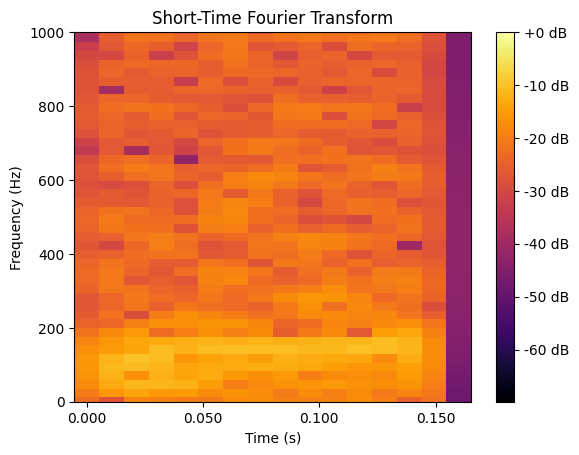 Short-Time Fourier Transform
1000
800
600
400
200
0
Frequency (Hz)
0.000
0.050
0.100
0.150
Time (s)
+0 dB
-10 dB
-20 dB
-30 dB
-40 dB
-50 dB
-60 dB